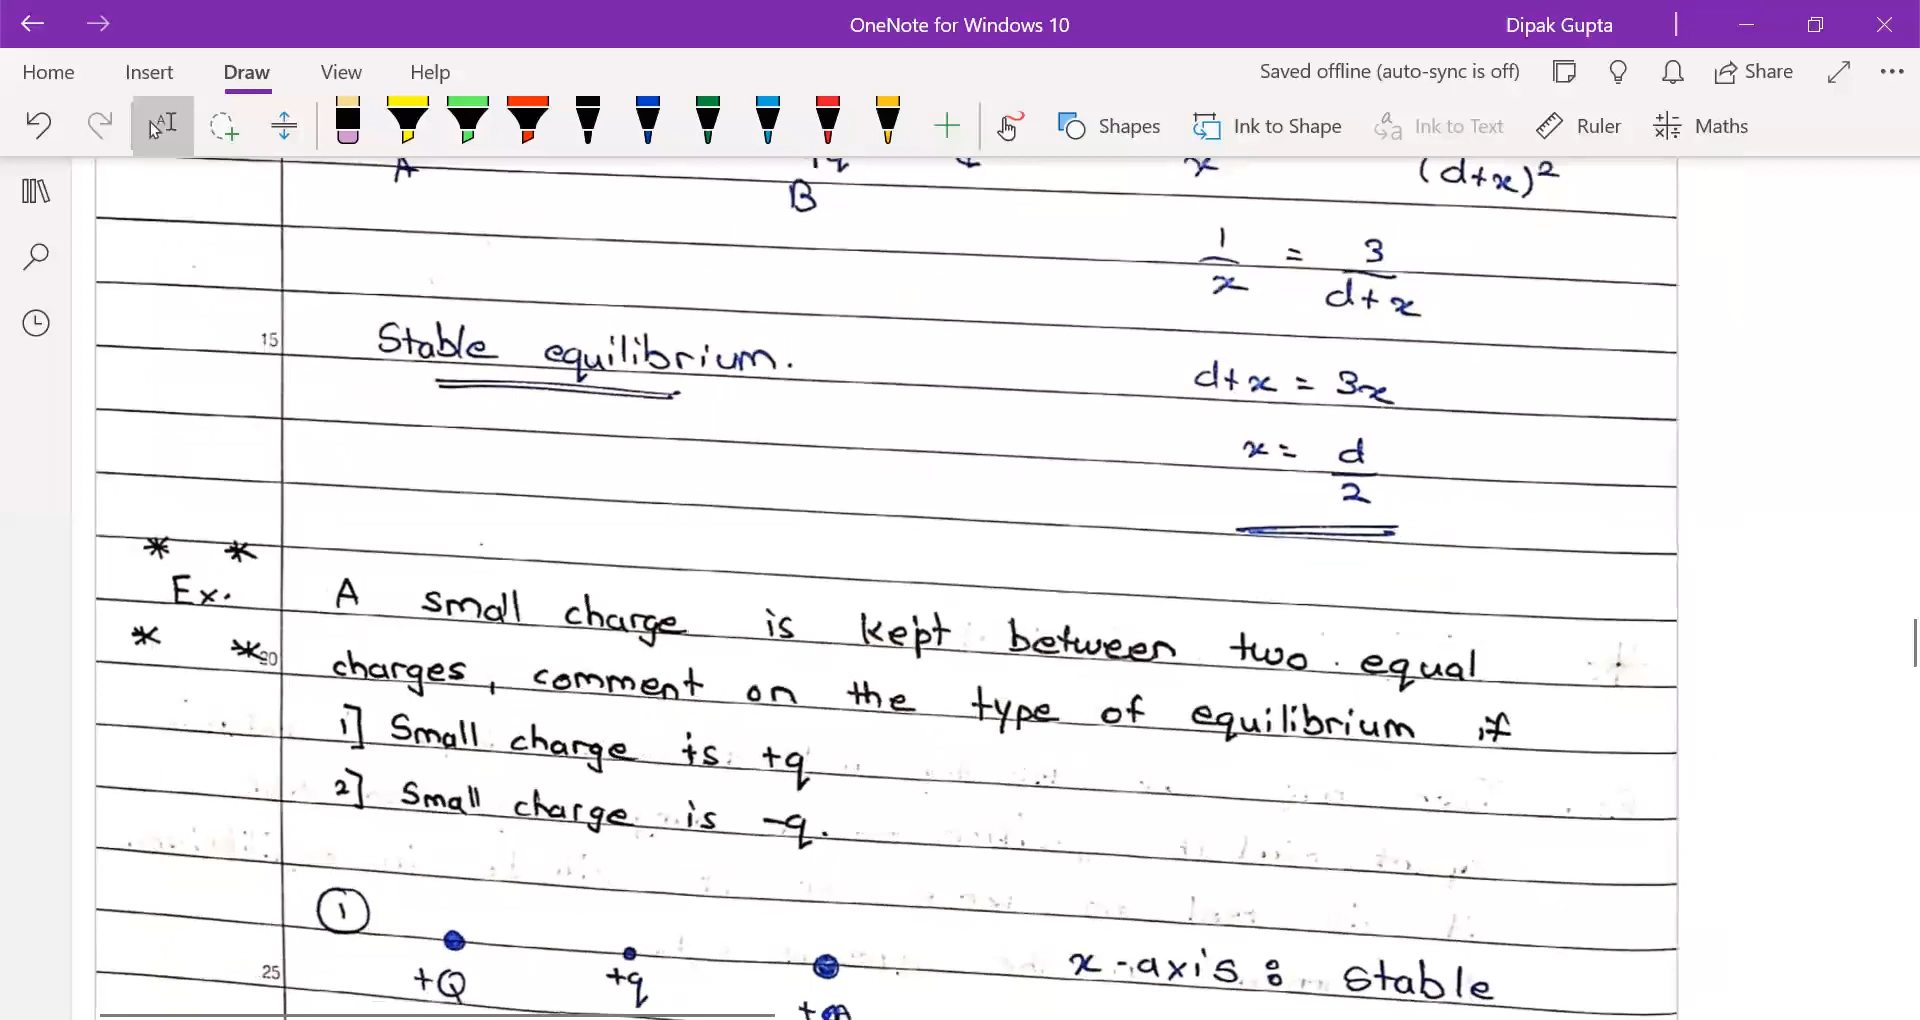 OneNote for Windows 10
Dipak Gupta
Home Insert Draw View Help
Saved offline (auto-sync is off)
Share
Shapes Ink to Shape Ink to Text Ruler Maths
A
B
x
(d+x)²
1/x = 3/(d+x)
15
Stable equilibrium.
d+x = 3x
x = d/2
* *
Ex. A small charge is kept between two equal
* * 20
charges, comment on the type of equilibrium if
1] Small charge is +q
2] Small charge is -q.
i
25
+Q +q
x-axis: Stable